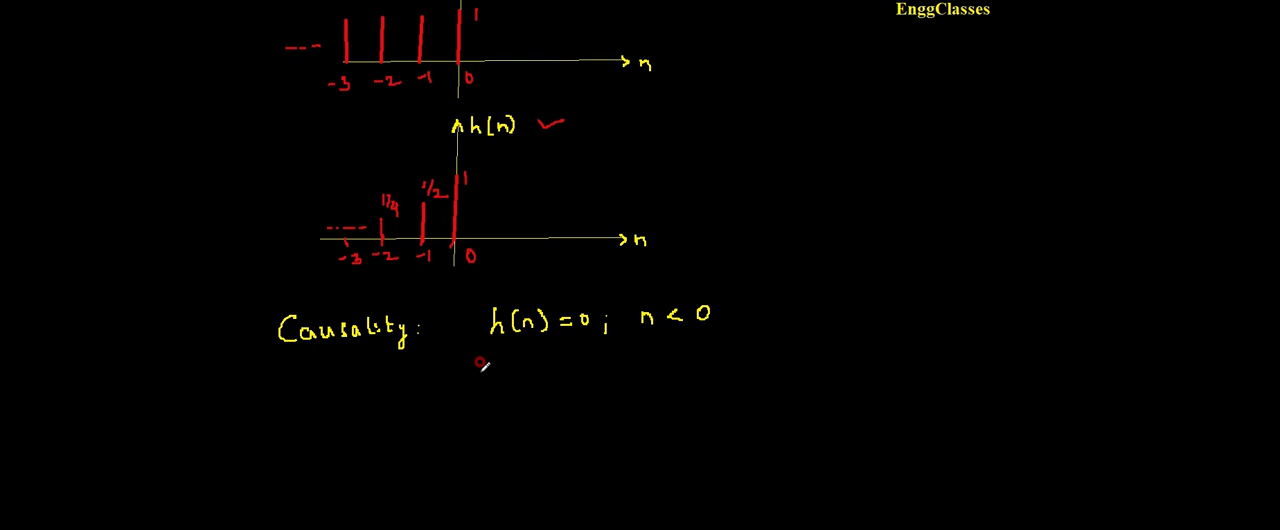 EnggClasses
1
---
n
-3 -2 -1 0
h(n)
1
1/2
1/4
-----
n
-3 -2 -1 0
Causality: h(n) = 0; n < 0